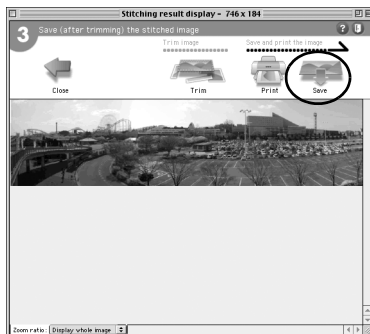 Stitching result display - 746 x 184
3 Save (after trimming) the stitched image
?
Trim image
Save and print the image
Close
Trim
Print
Save
Zoom ratio: Display whole image